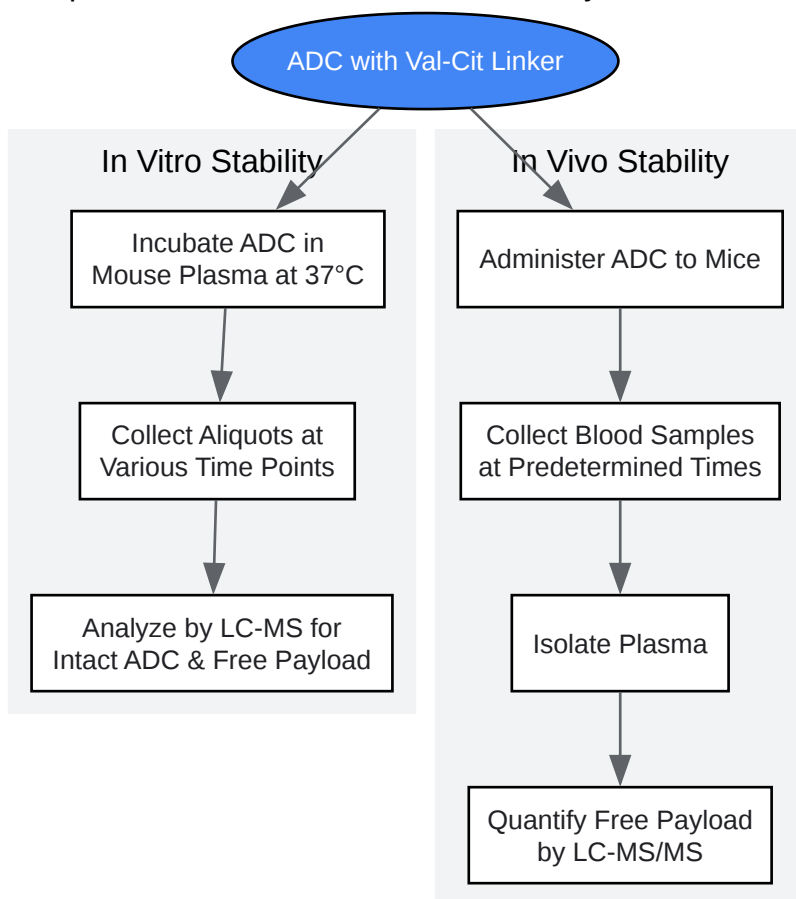 ADC with Val-Cit Linker
In Vitro Stability
Incubate ADC in
Mouse Plasma at 37°C
Collect Aliquots at
Various Time Points
Analyze by LC-MS for
Intact ADC & Free Payload
In Vivo Stability
Administer ADC to Mice
Collect Blood Samples
at Predetermined Times
Isolate Plasma
Quantify Free Payload
by LC-MS/MS